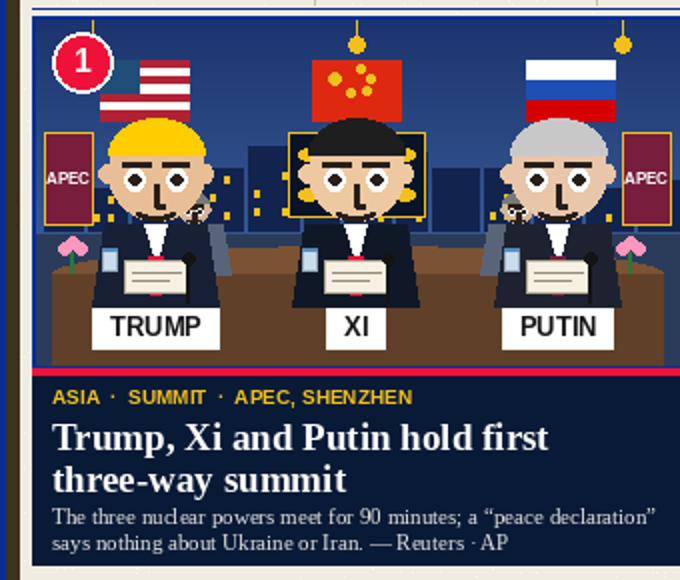 1
APEC
APEC
TRUMP
XI
PUTIN
ASIA · SUMMIT · APEC, SHENZHEN
Trump, Xi and Putin hold first
three-way summit
The three nuclear powers meet for 90 minutes; a “peace declaration”
says nothing about Ukraine or Iran. — Reuters · AP